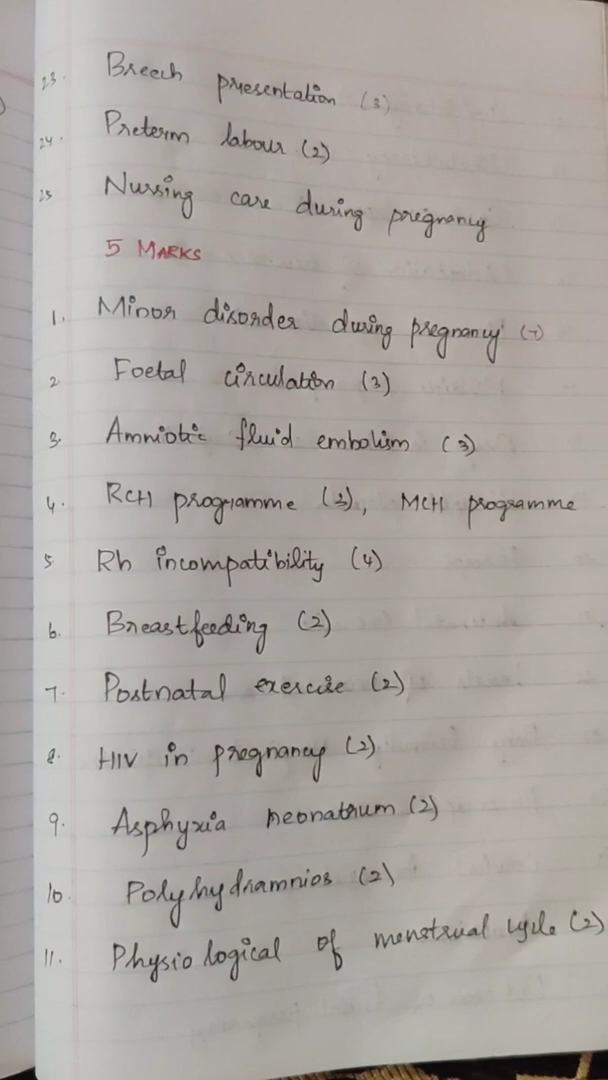 23. Breech presentation (3)
24. Preterm labour (2)
25 Nursing care during pregnancy
5 MARKS
1. Minor disorder during pregnancy (7)
2 Foetal circulation (3)
3. Amniotic fluid embolism (3)
4. RCH programme (3), MCH programme
5 Rh incompatibility (4)
6. Breastfeeding (2)
7. Postnatal exercise (2)
8. HIV in pregnancy (2)
9. Asphyxia neonatrum (2)
10. Polyhydramnios (2)
11. Physiological of menstrual cycle (2)